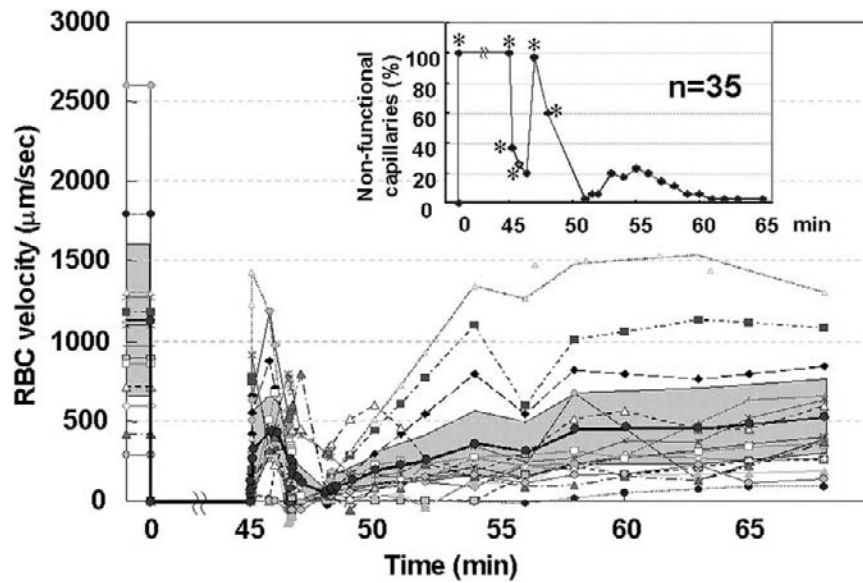 3000
2500
2000
1500
1000
500
0
RBC velocity (μm/sec)
0 45 50 55 60 65
Time (min)
100
80
60
40
20
0
Non-functional
capillaries (%)
* * *
*
*
*
n=35
0 45 50 55 60 65 min